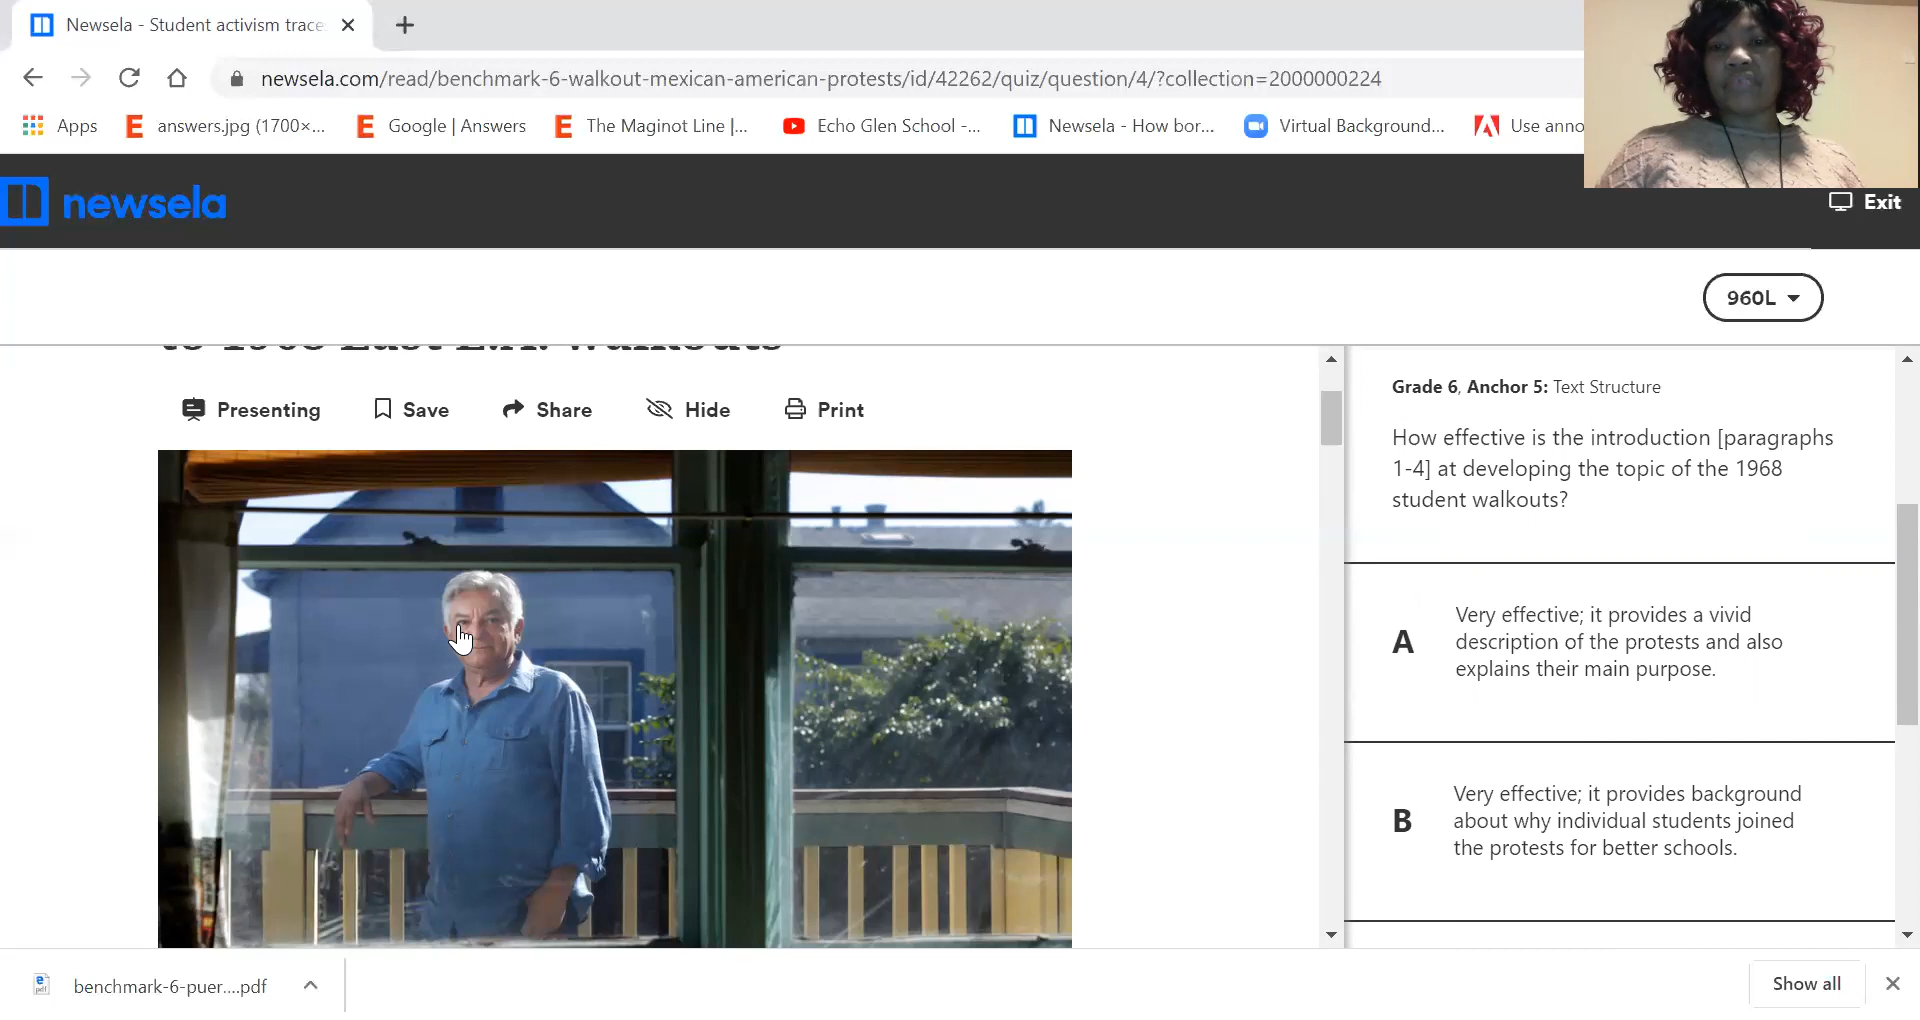 Newsela - Student activism trace
newsela.com/read/benchmark-6-walkout-mexican-american-protests/id/42262/quiz/question/4/?collection=2000000224
Apps answers.jpg (1700×... Google | Answers The Maginot Line |... Echo Glen School -... Newsela - How bor... Virtual Background... Use anno
newsela
Exit
960L
to 1968 East L.A. walkouts
Presenting Save Share Hide Print
Grade 6, Anchor 5: Text Structure
How effective is the introduction [paragraphs
1-4] at developing the topic of the 1968
student walkouts?
A
Very effective; it provides a vivid
description of the protests and also
explains their main purpose.
B
Very effective; it provides background
about why individual students joined
the protests for better schools.
benchmark-6-puer....pdf
Show all